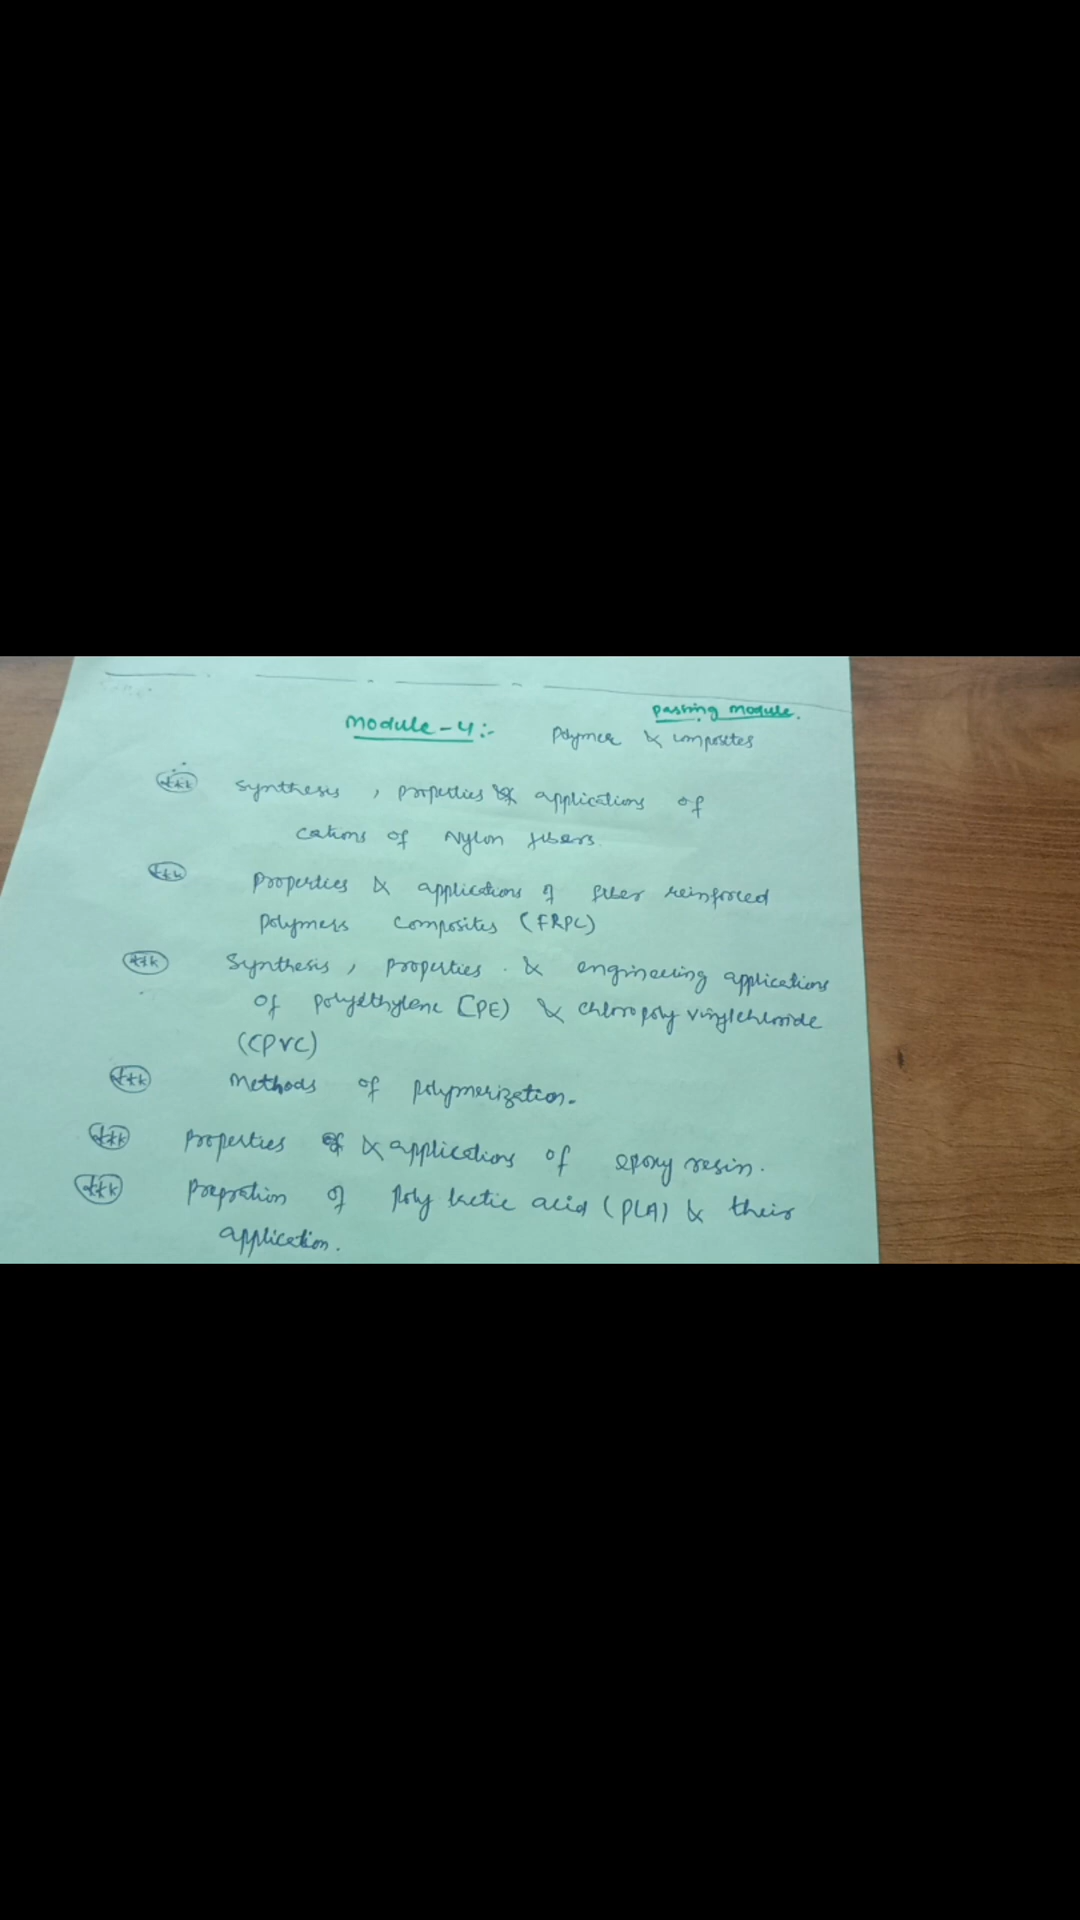 Passing module.
Module-4:- Polymer & composites
*** Synthesis, properties & applications of
cations of Nylon fibers.
*** Properties & applications of fiber reinforced
polymers composites (FRPC)
*** Synthesis, properties. & engineering applications
of polyethylene [PE) & chloropoly vinylchloride
(CPVC)
*** Methods of polymerization.
*** Properties & applications of epoxy resin.
*** Prepration of Poly lactic acid (PLA) & their
application.